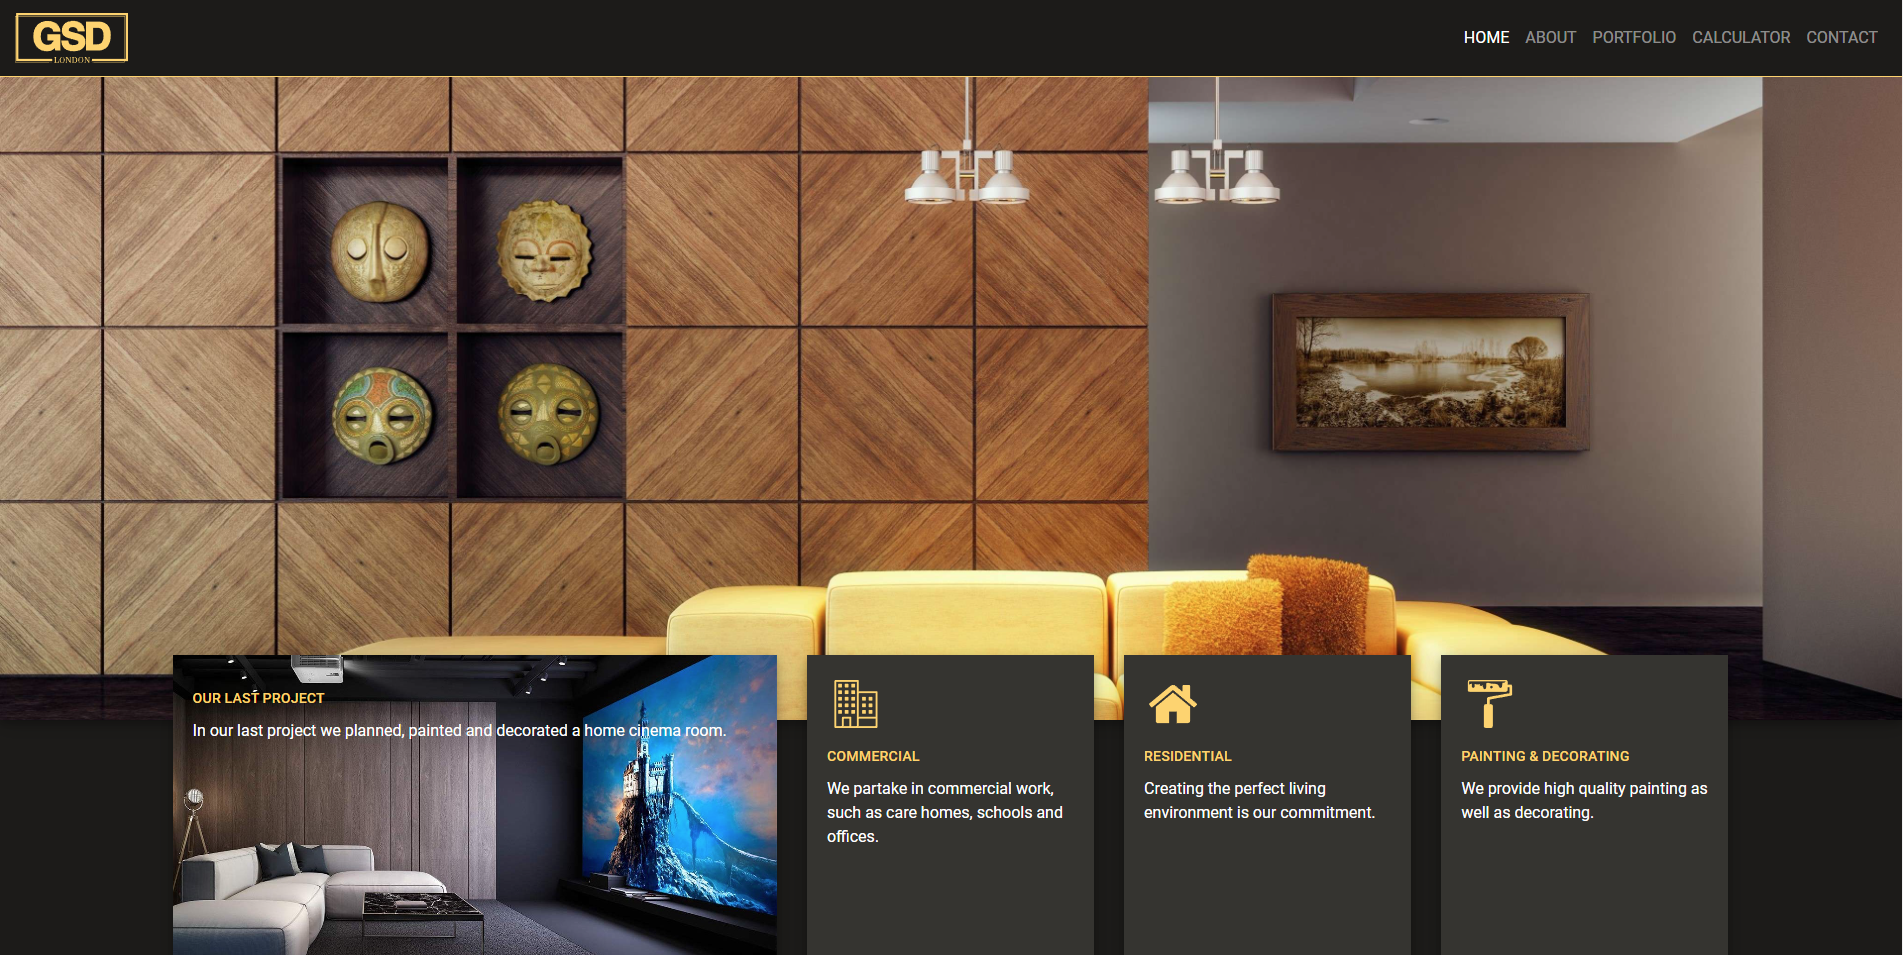 GSD
LONDON
HOME ABOUT PORTFOLIO CALCULATOR CONTACT
OUR LAST PROJECT
In our last project we planned, painted and decorated a home cinema room.
COMMERCIAL
We partake in commercial work,
such as care homes, schools and
offices.
RESIDENTIAL
Creating the perfect living
environment is our commitment.
PAINTING & DECORATING
We provide high quality painting as
well as decorating.